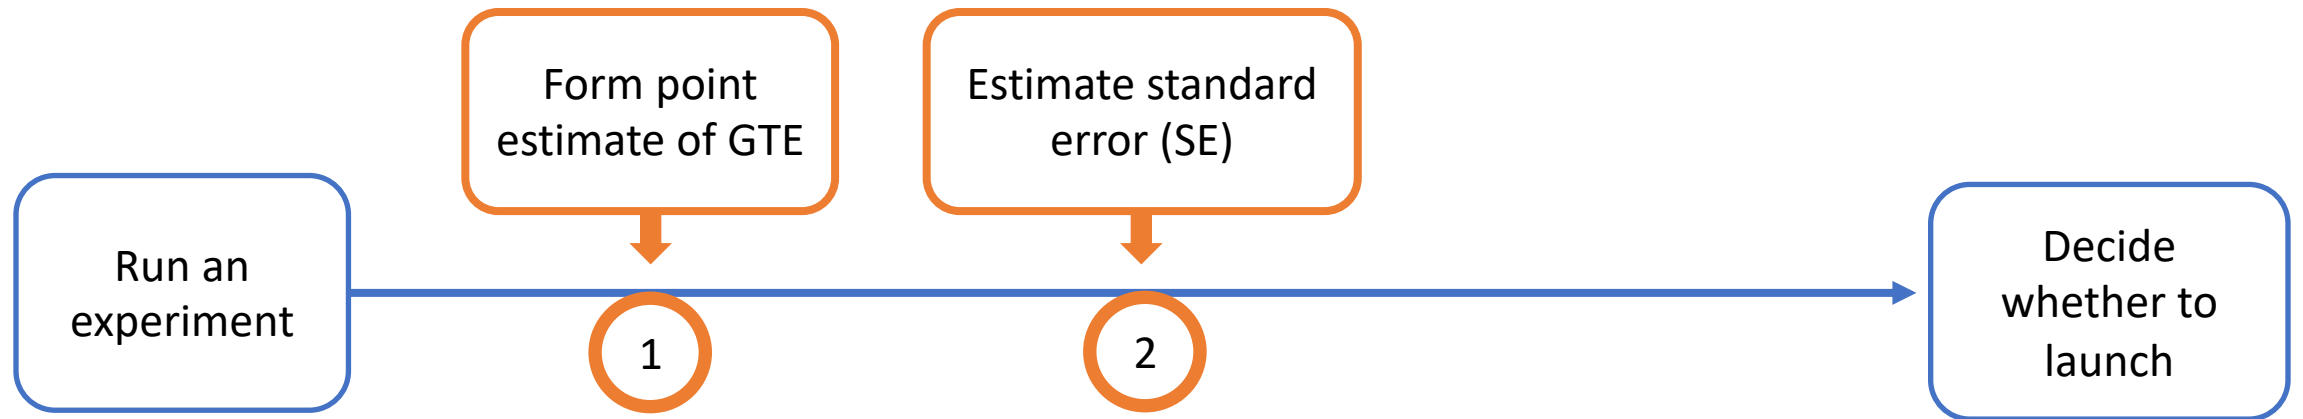 Run an
experiment
Form point
estimate of GTE
1
Estimate standard
error (SE)
2
Decide
whether to
launch